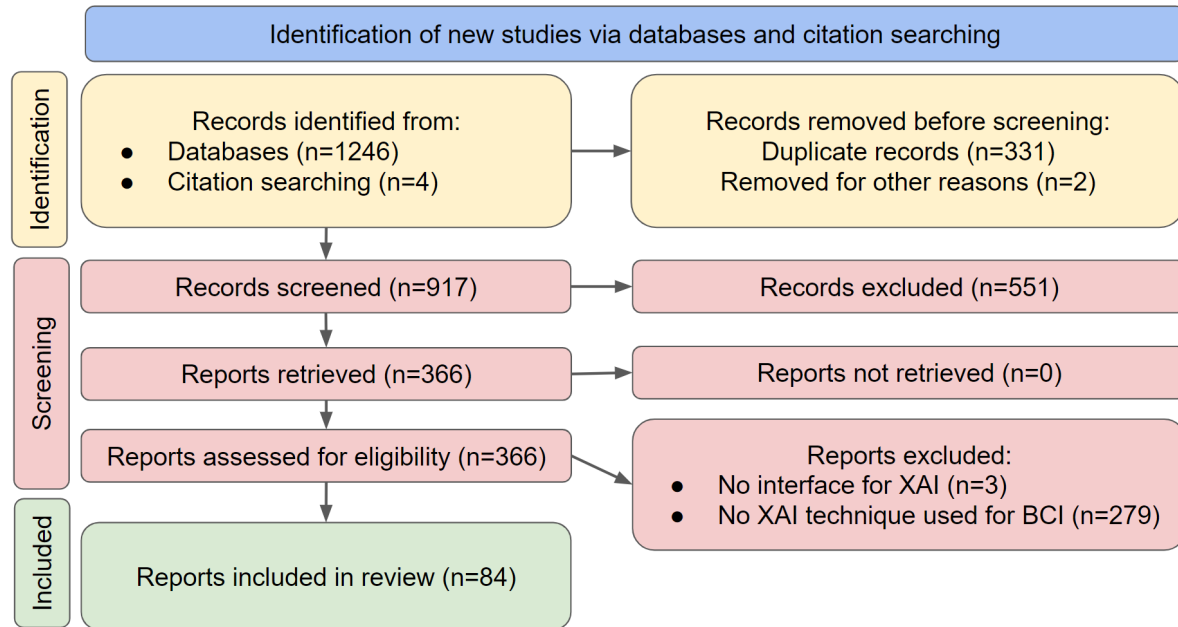 Identification of new studies via databases and citation searching
Identification
Records identified from:
● Databases (n=1246)
● Citation searching (n=4)
Records removed before screening:
Duplicate records (n=331)
Removed for other reasons (n=2)
Screening
Records screened (n=917)
Records excluded (n=551)
Reports retrieved (n=366)
Reports not retrieved (n=0)
Reports assessed for eligibility (n=366)
Reports excluded:
● No interface for XAI (n=3)
● No XAI technique used for BCI (n=279)
Included
Reports included in review (n=84)